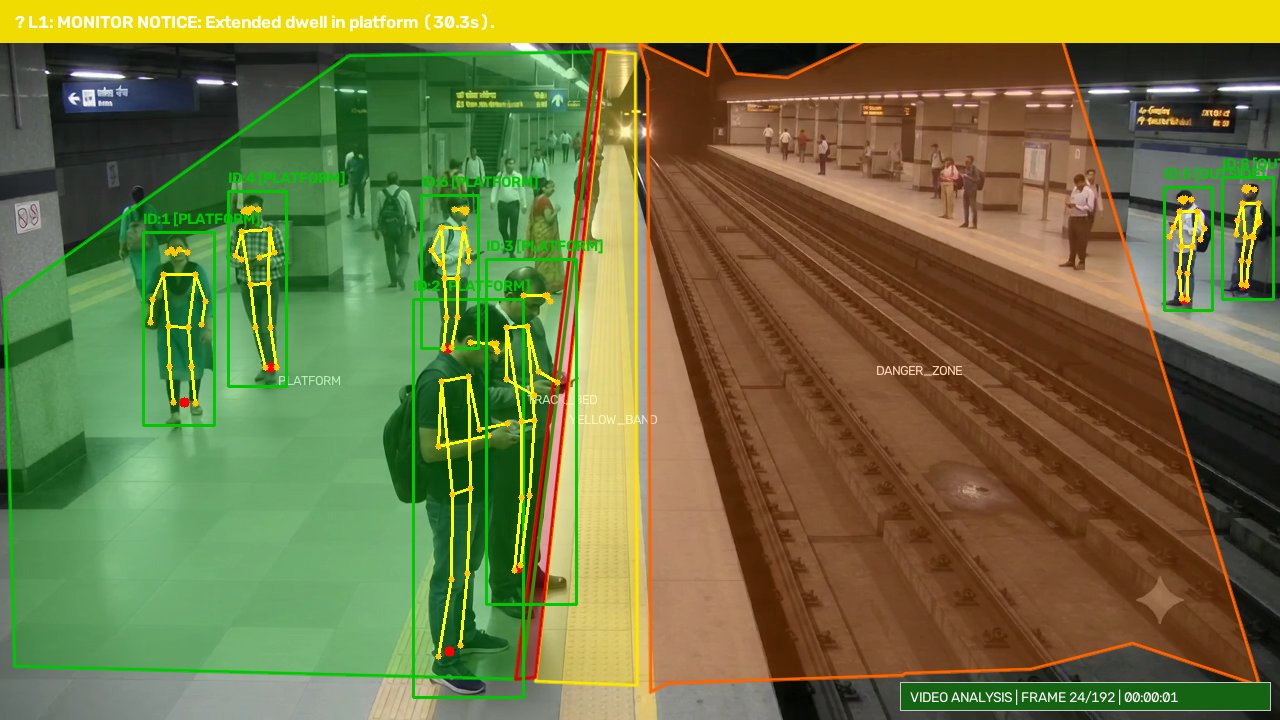 ? L1: MONITOR NOTICE: Extended dwell in platform (30.3s).
ID:4 [PLATFORM]
ID:6 [PLATFORM]
ID:1 [PLATFORM]
ID:3 [PLATFORM]
ID:2 [PLATFORM]
PLATFORM
TRACK_BED
YELLOW_BAND
DANGER_ZONE
VIDEO ANALYSIS | FRAME 24/192 | 00:00:01